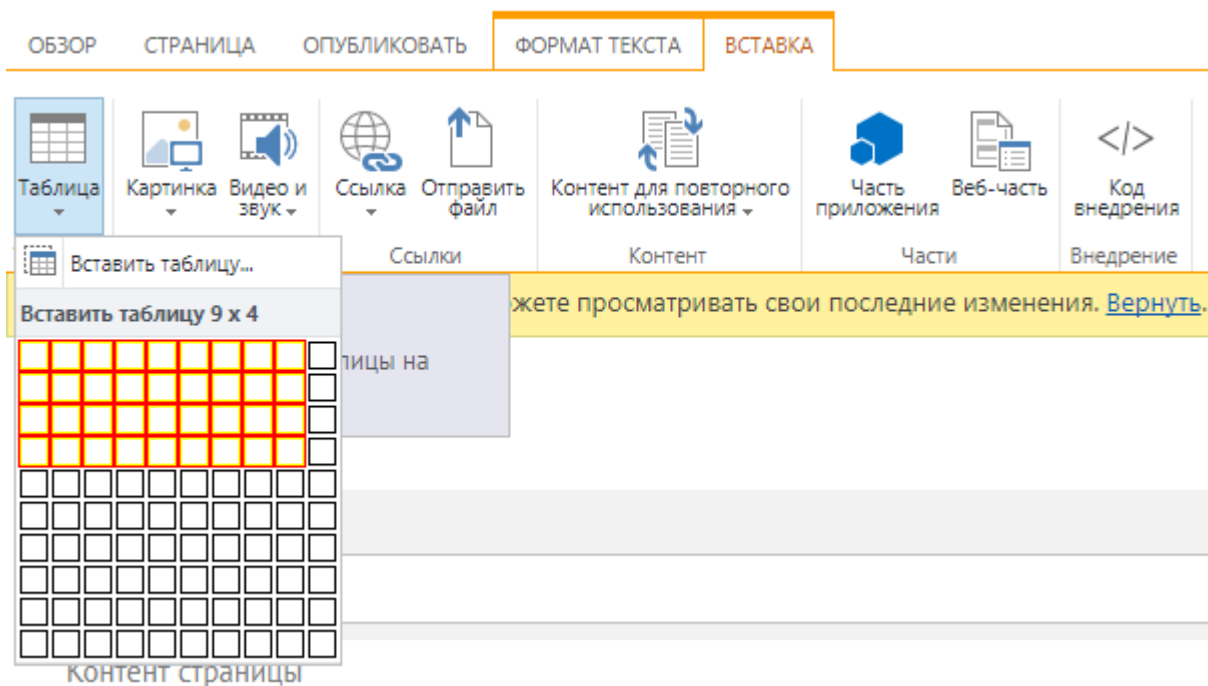 ОБЗОР СТРАНИЦА ОПУБЛИКОВАТЬ ФОРМАТ ТЕКСТА ВСТАВКА
Таблица Картинка Видео и звук Ссылка Отправить файл Контент для повторного использования Часть приложения Веб-часть Код внедрения
Ссылки Контент Части Внедрение
Вставить таблицу...
жете просматривать свои последние изменения. Вернуть.
Вставить таблицу 9 x 4
лицы на
Контент страницы